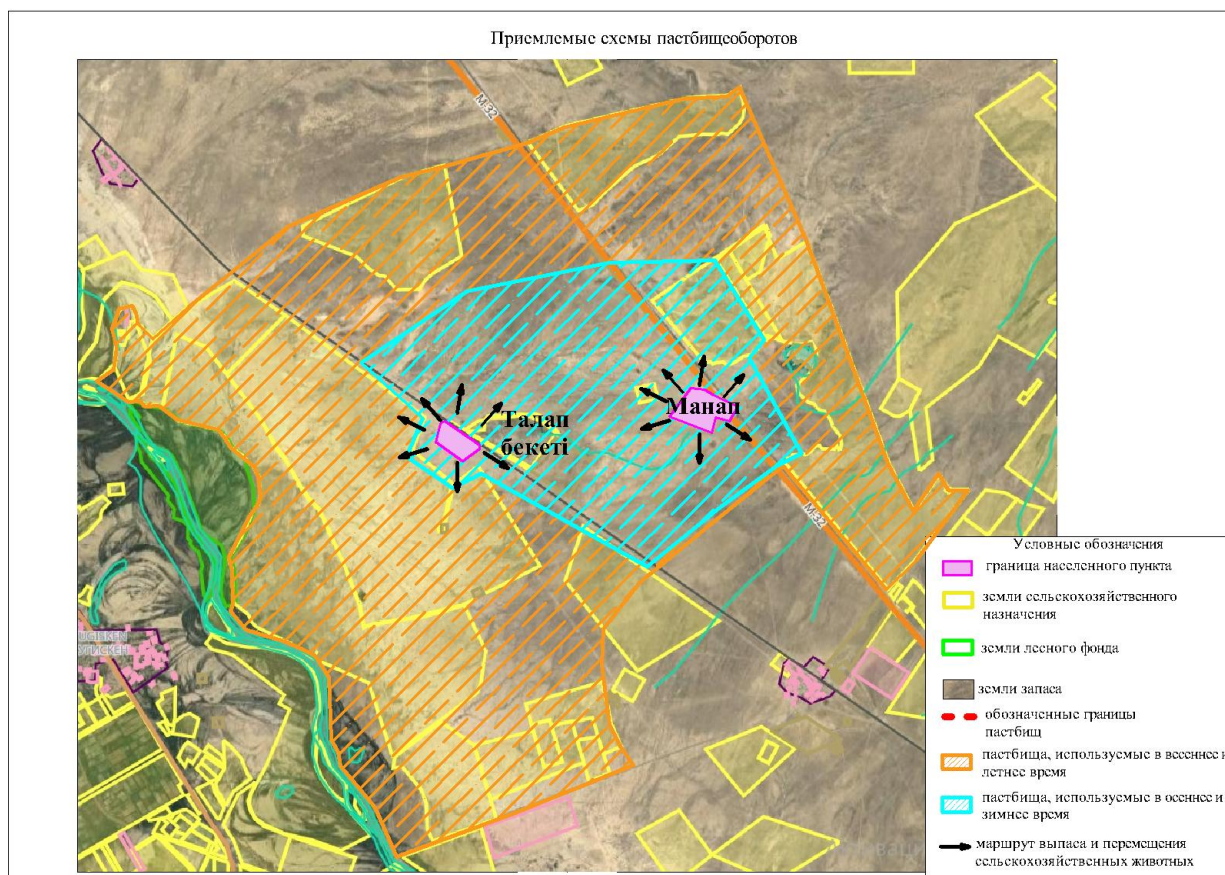 Приемлемые схемы пастбищеоборотов
М-32
Манап
Талап
бекеті
М-32
Условные обозначения
граница населенного пункта
земли сельскохозяйственного
назначения
земли лесного фонда
земли запаса
обозначенные границы
пастбищ
пастбища, используемые в весеннее и
летнее время
пастбища, используемые в осеннее и
зимнее время
маршрут выпаса и перемещения
сельскохозяйственных животных